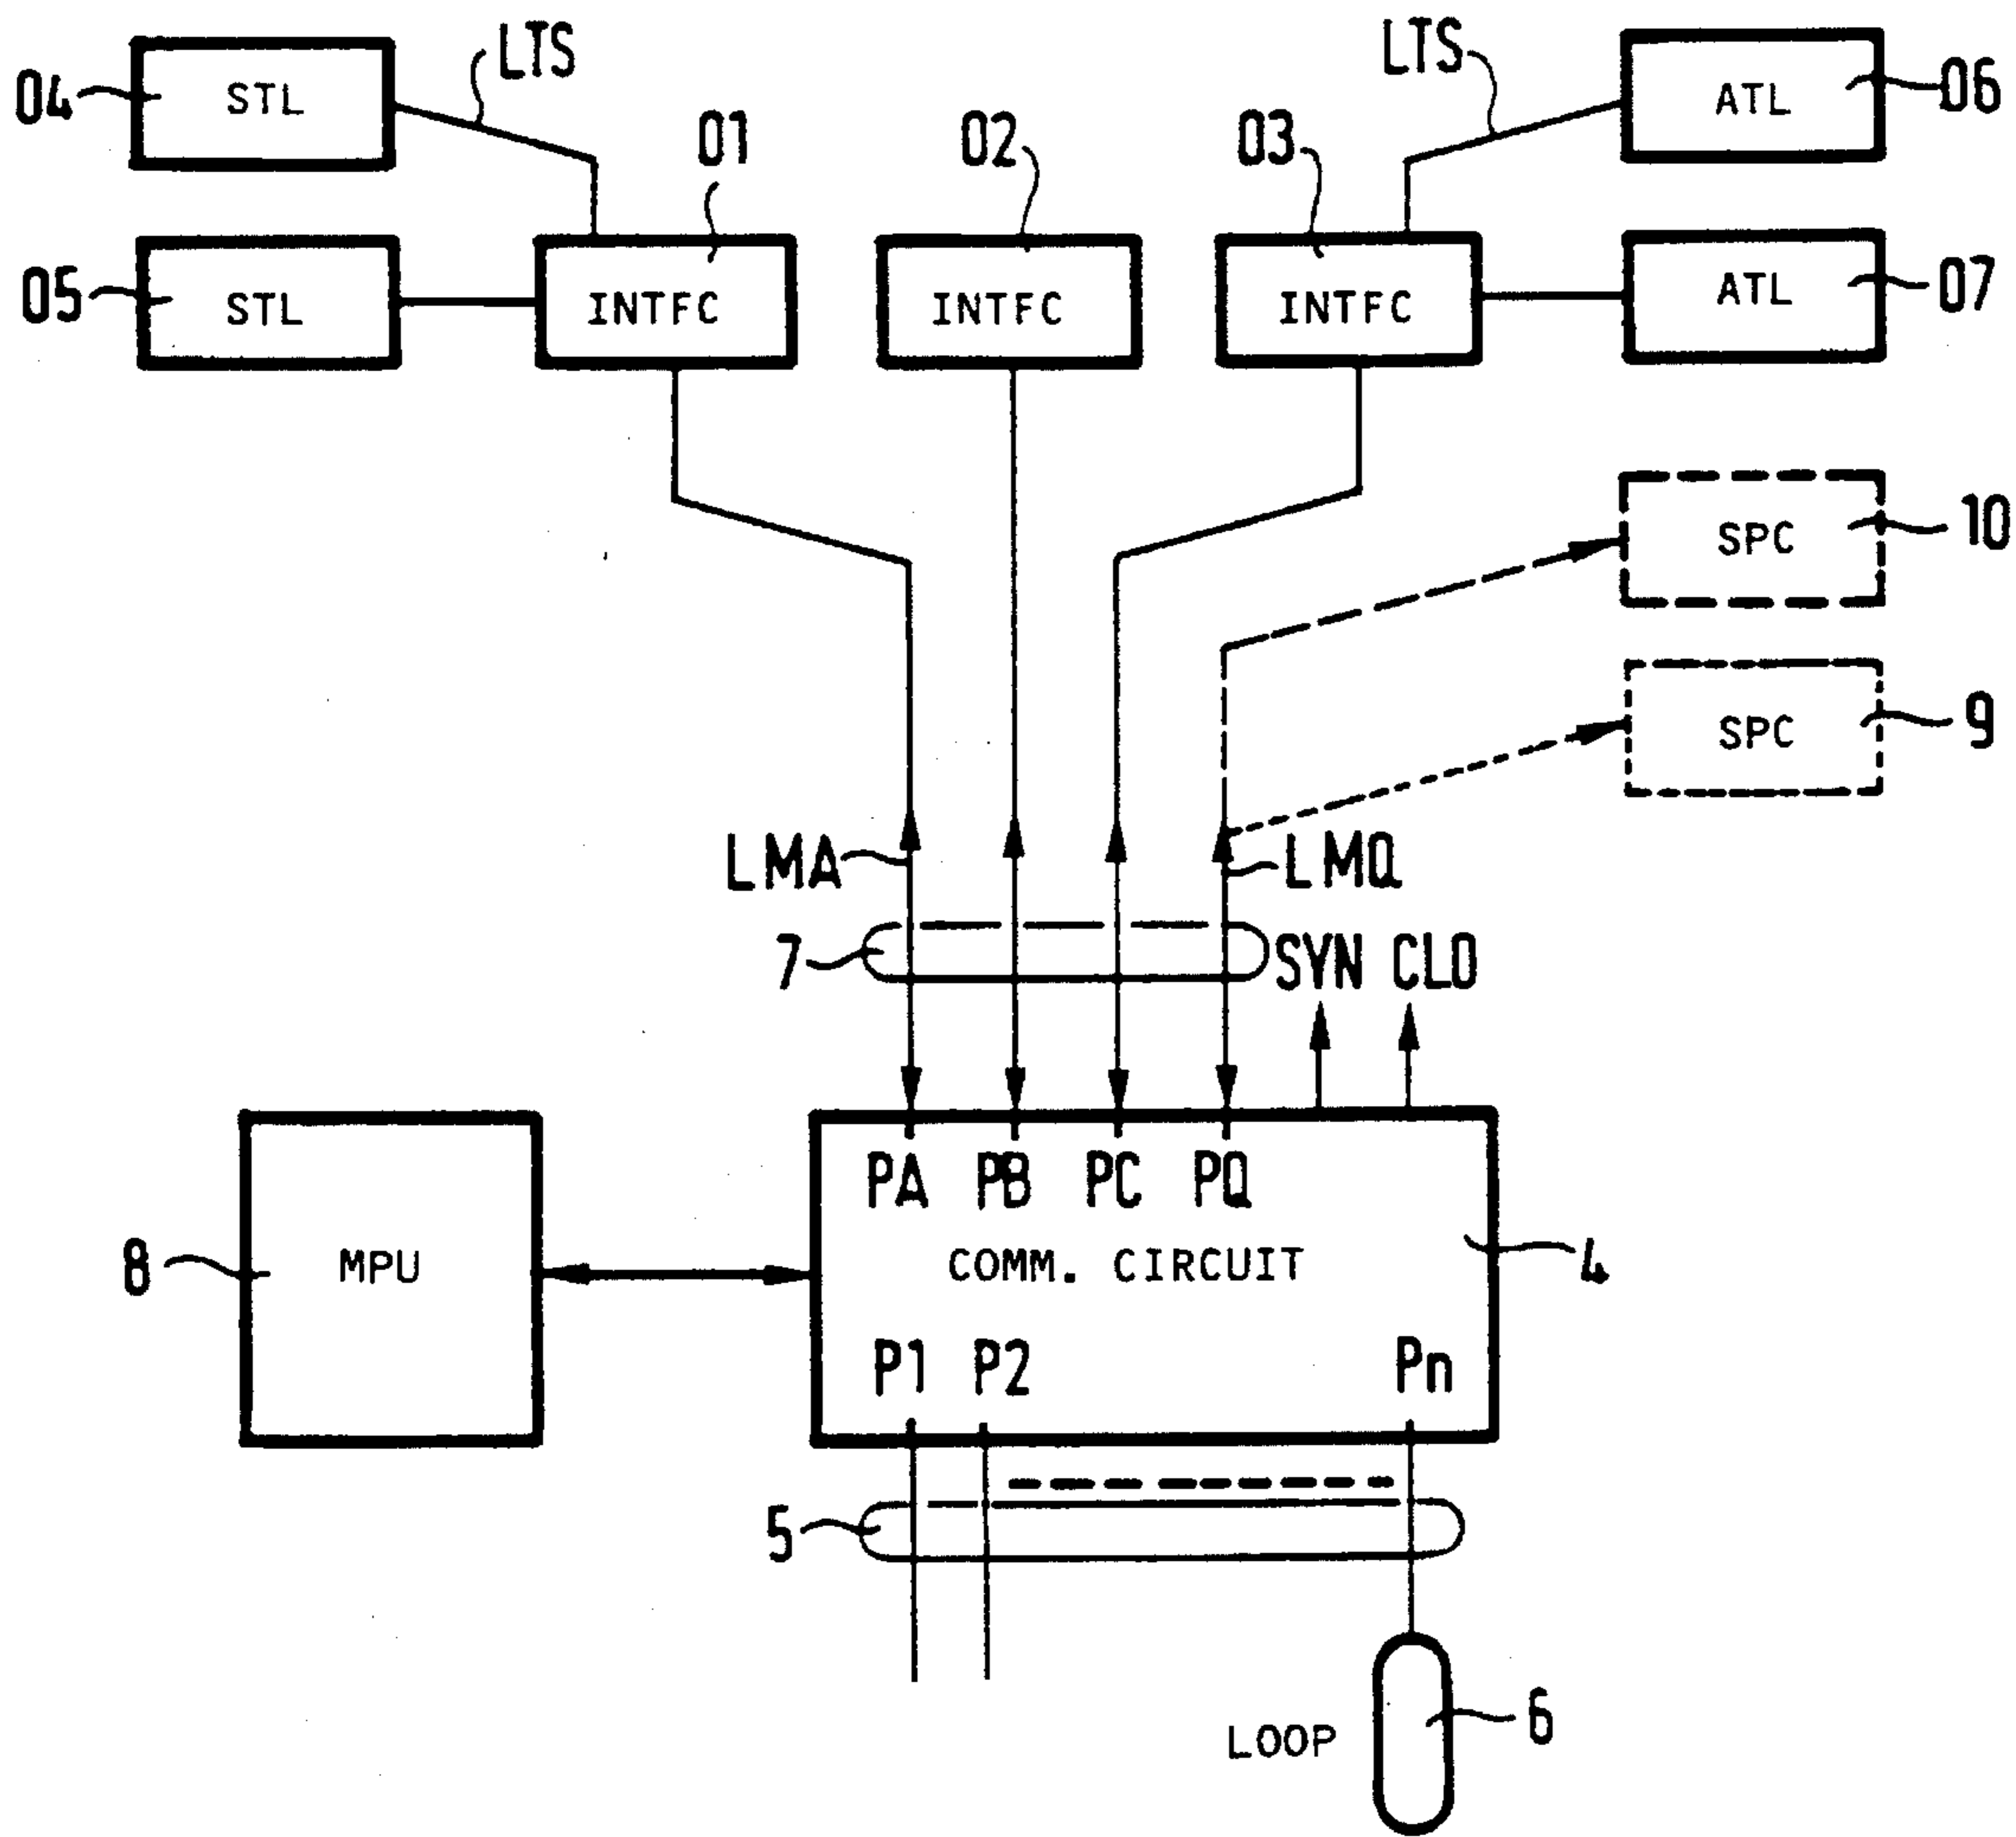 LTS LTS
04 STL ATL 06
01 02 03
05 STL INTFC INTFC INTFC ATL 07
SPC 10
SPC 9
LMA LMQ
7 SYN CLO
PA PB PC PQ
8 MPU COMM. CIRCUIT 4
P1 P2 Pn
5
LOOP 6